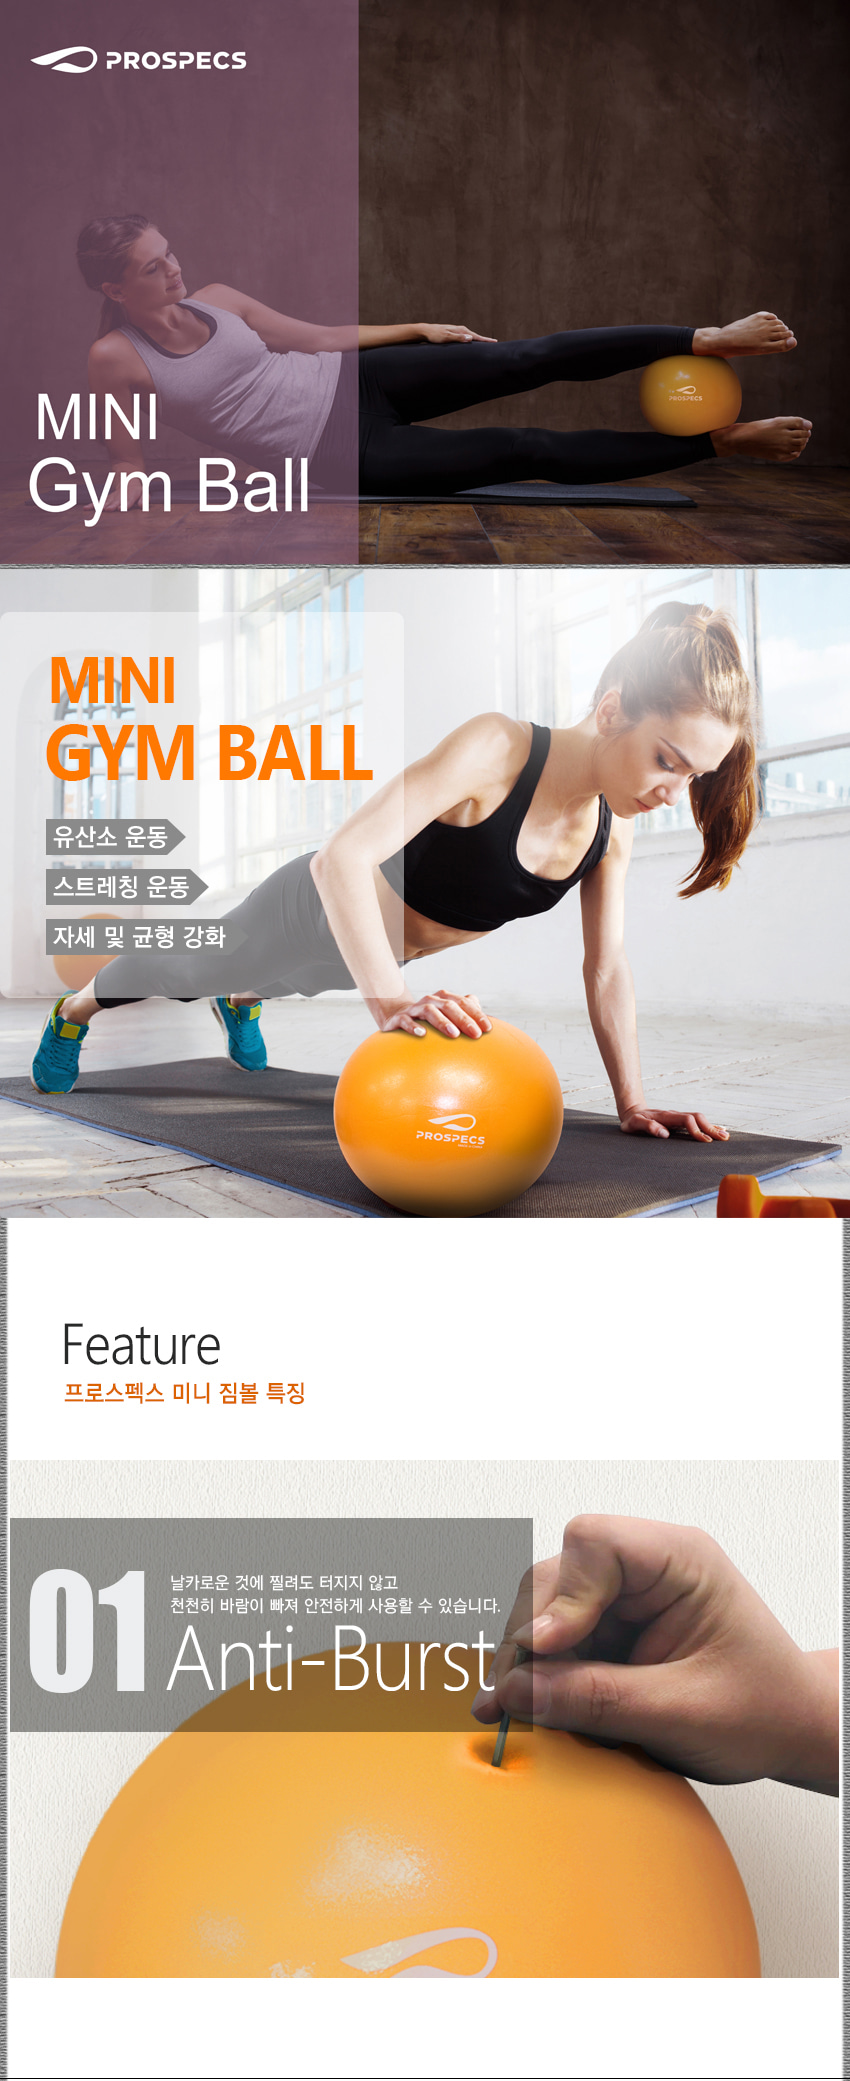 PROSPECS
PROSPECS
MINI
Gym Ball
MINI
GYM BALL
유산소 운동
스트레칭 운동
자세 및 균형 강화
PROSPECS
Feature
프로스펙스 미니 짐볼 특징
01
날카로운 것에 찔려도 터지지 않고
천천히 바람이 빠져 안전하게 사용할 수 있습니다.
Anti-Burst